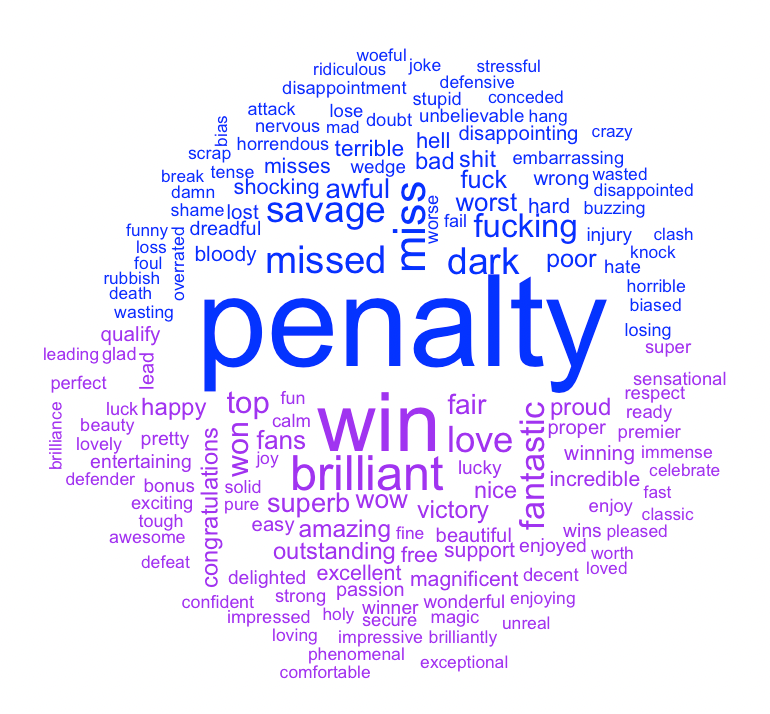 woeful
ridiculous joke stressful
disappointment defensive
stupid conceded
attack lose unbelievable hang
bias nervous mad doubt disappointing crazy
horrendous terrible hell
scrap misses wedge bad shit embarrassing
break tense shocking awful fuck wrong wasted
damn disappointed
shame lost savage miss worse worst hard buzzing
funny dreadful fail fucking injury clash
loss overrated bloody missed dark poor knock
foul hate
rubbish horrible
death
wasting penalty biased
losing
qualify super
leading glad lead
perfect sensational
respect
brilliance luck happy top fun win fair fantastic proud ready
beauty calm proper premier
lovely pretty won fans love winning immense
entertaining joy brilliant lucky incredible celebrate
defender bonus solid nice fast
exciting congratulations pure superb wow victory enjoy classic
tough easy amazing fine beautiful wins pleased
awesome
defeat outstanding free support enjoyed worth
delighted excellent magnificent decent loved
confident strong passion wonderful enjoying
impressed holy winner magic
secure unreal
loving impressive brilliantly
phenomenal exceptional
comfortable